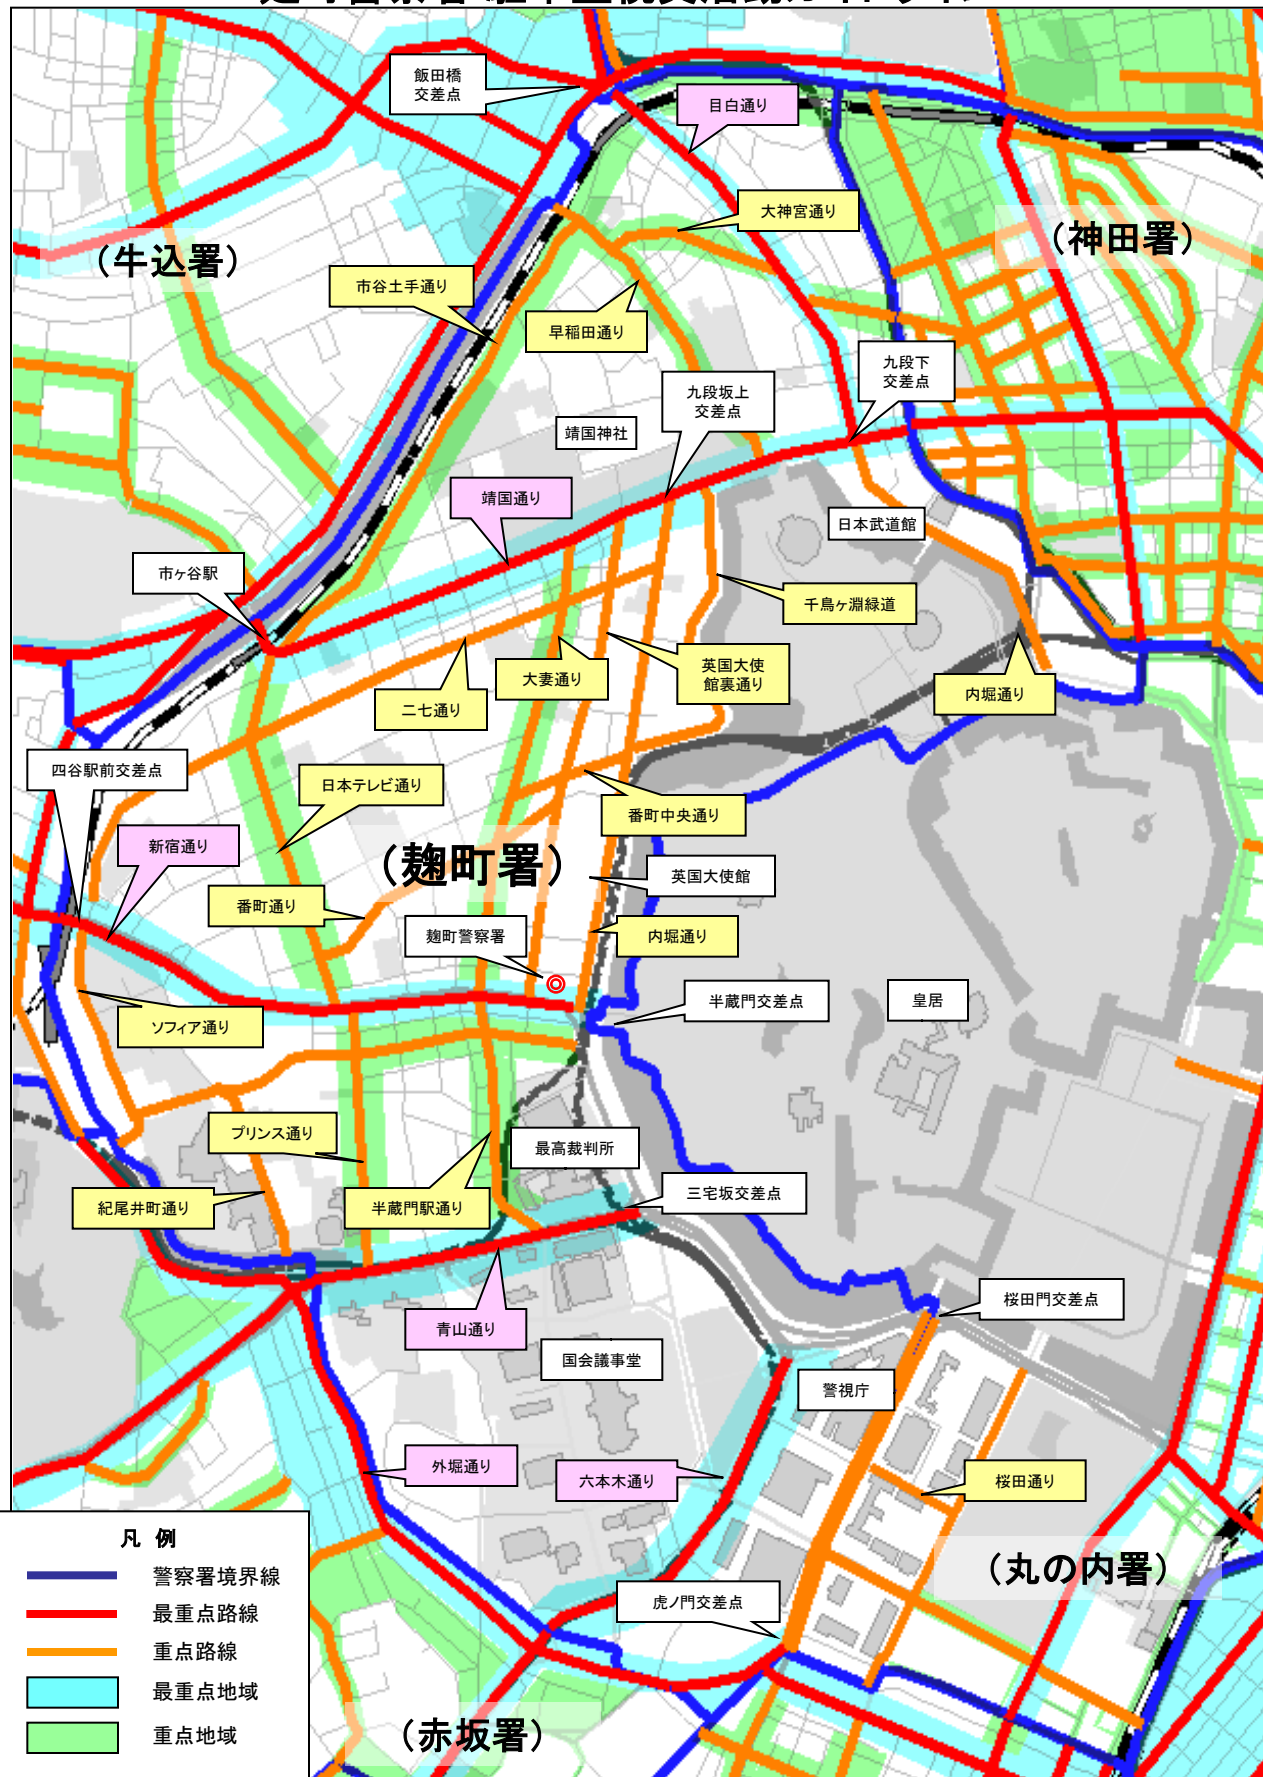 飯田橋
交差点
目白通り
大神宮通り
(牛込署)
(神田署)
市谷土手通り
早稲田通り
九段下
交差点
九段坂上
交差点
靖国神社
靖国通り
日本武道館
市ヶ谷駅
千鳥ヶ淵緑道
大妻通り
英国大使
館裏通り
二七通り
内堀通り
四谷駅前交差点
日本テレビ通り
番町中央通り
新宿通り
(麹町署)
英国大使館
番町通り
麹町警察署
内堀通り
半蔵門交差点
皇居
ソフィア通り
プリンス通り
最高裁判所
紀尾井町通り
半蔵門駅通り
三宅坂交差点
桜田門交差点
青山通り
国会議事堂
警視庁
外堀通り
六本木通り
桜田通り
凡 例
警察署境界線
最重点路線
重点路線
最重点地域
重点地域
(丸の内署)
虎ノ門交差点
(赤坂署)